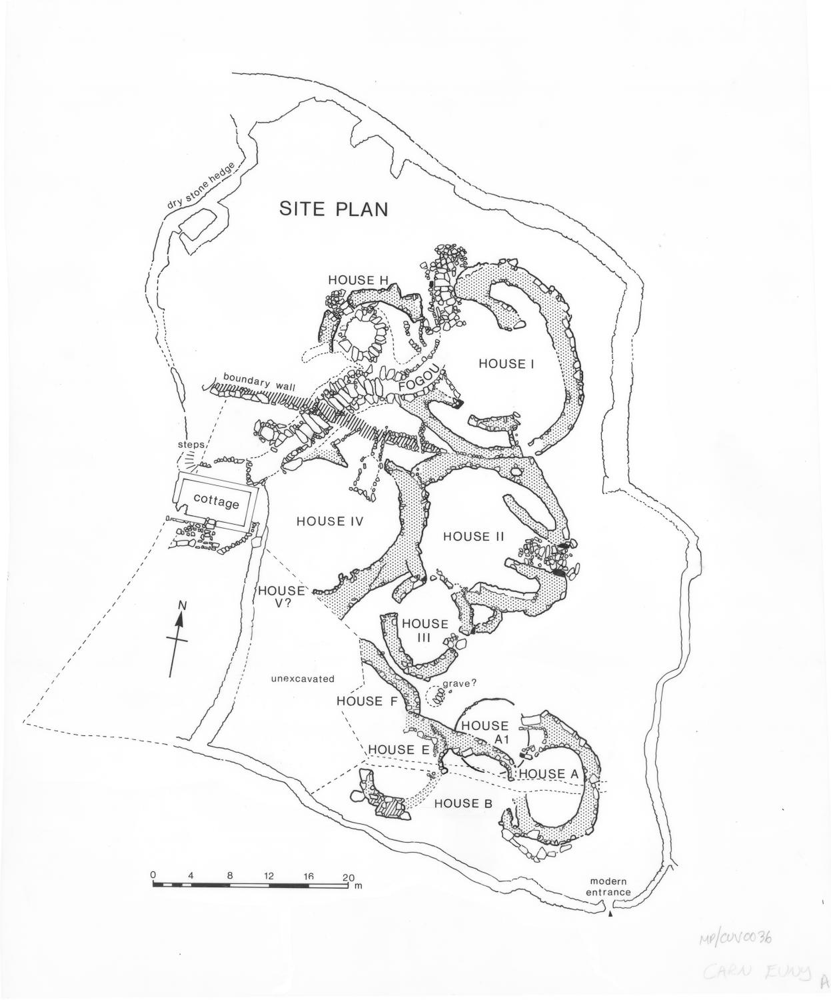 dry stone hedge
SITE PLAN
HOUSE H
HOUSE I
FOGOU
boundary wall
steps
cottage
HOUSE IV
HOUSE II
HOUSE
V?
N
HOUSE
III
unexcavated
grave?
HOUSE F
HOUSE
A1
HOUSE E
HOUSE A
HOUSE B
0 4 8 12 16 20
m
modern
entrance
MP/CUV0036
CARN EUNY
A